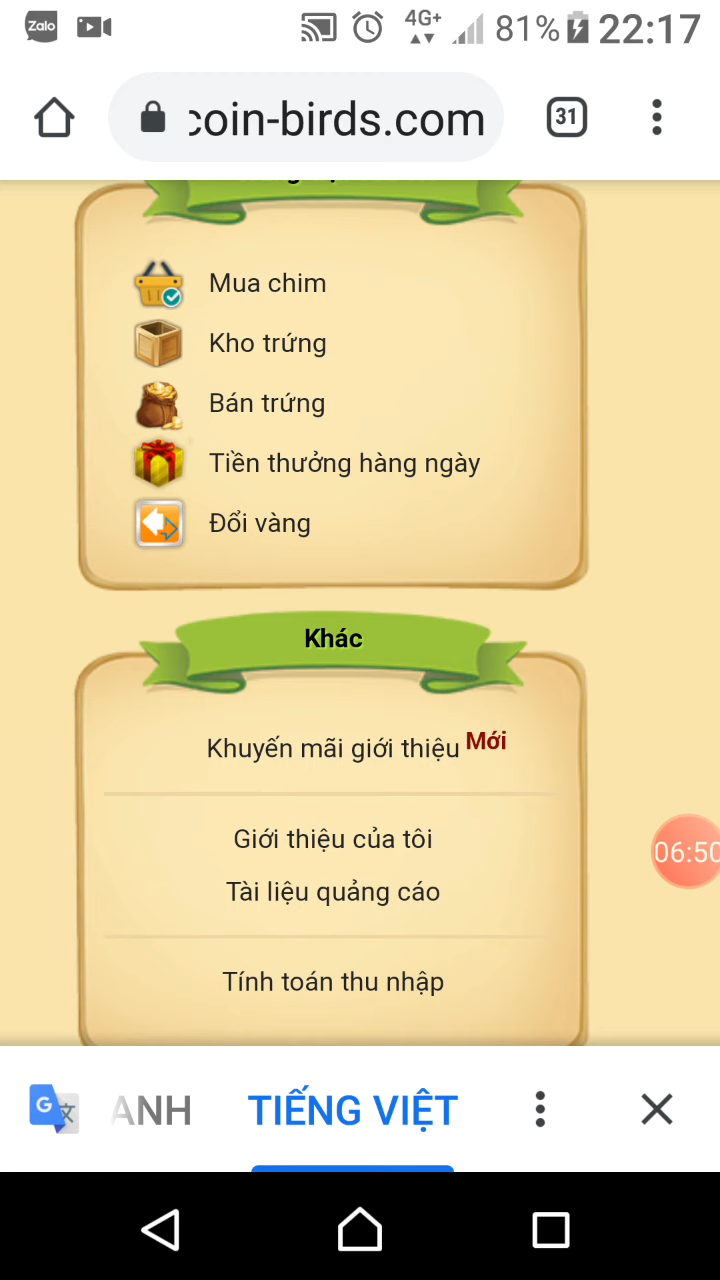 Zalo
4G+ 81% 22:17
coin-birds.com
31
Mua chim
Kho trứng
Bán trứng
Tiền thưởng hàng ngày
Đổi vàng
Khác
Khuyến mãi giới thiệu Mới
Giới thiệu của tôi
Tài liệu quảng cáo
06:50
Tính toán thu nhập
G 文 ANH TIẾNG VIỆT